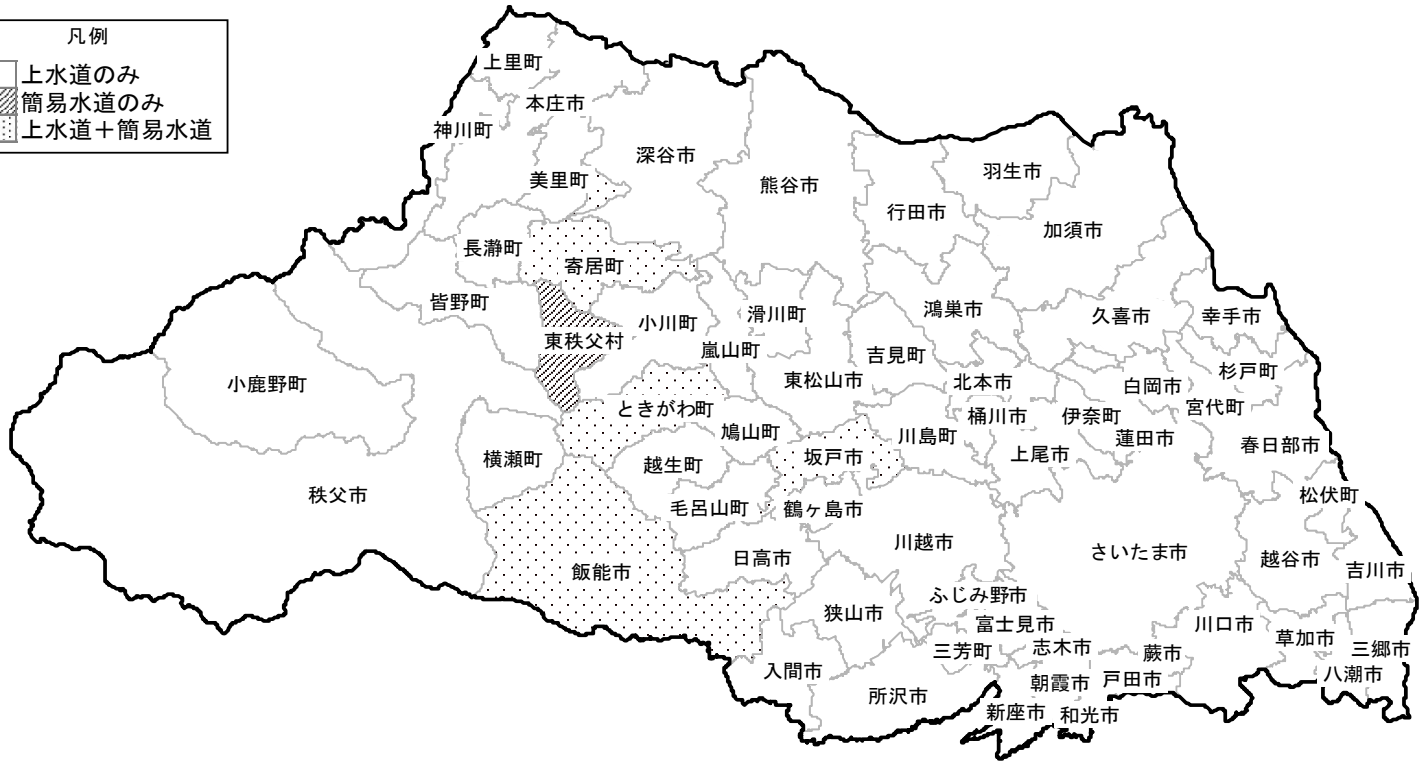 凡例
上水道のみ
簡易水道のみ
上水道＋簡易水道
上里町
本庄市
神川町
深谷市
美里町
熊谷市
羽生市
行田市
加須市
長瀞町
寄居町
皆野町
小川町
滑川町
鴻巣市
久喜市
幸手市
東秩父村
嵐山町
吉見町
小鹿野町
東松山市
北本市
白岡市
杉戸町
ときがわ町
桶川市
伊奈町
宮代町
鳩山町
川島町
蓮田市
横瀬町
越生町
坂戸市
上尾市
春日部市
秩父市
毛呂山町
鶴ヶ島市
松伏町
川越市
さいたま市
飯能市
日高市
越谷市
吉川市
ふじみ野市
狭山市
富士見市
川口市
草加市
三芳町
志木市
蕨市
三郷市
入間市
朝霞市
戸田市
八潮市
所沢市
新座市
和光市